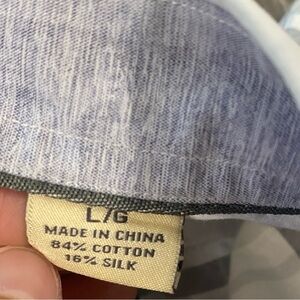 L/G
MADE IN CHINA
84% COTTON
16% SILK